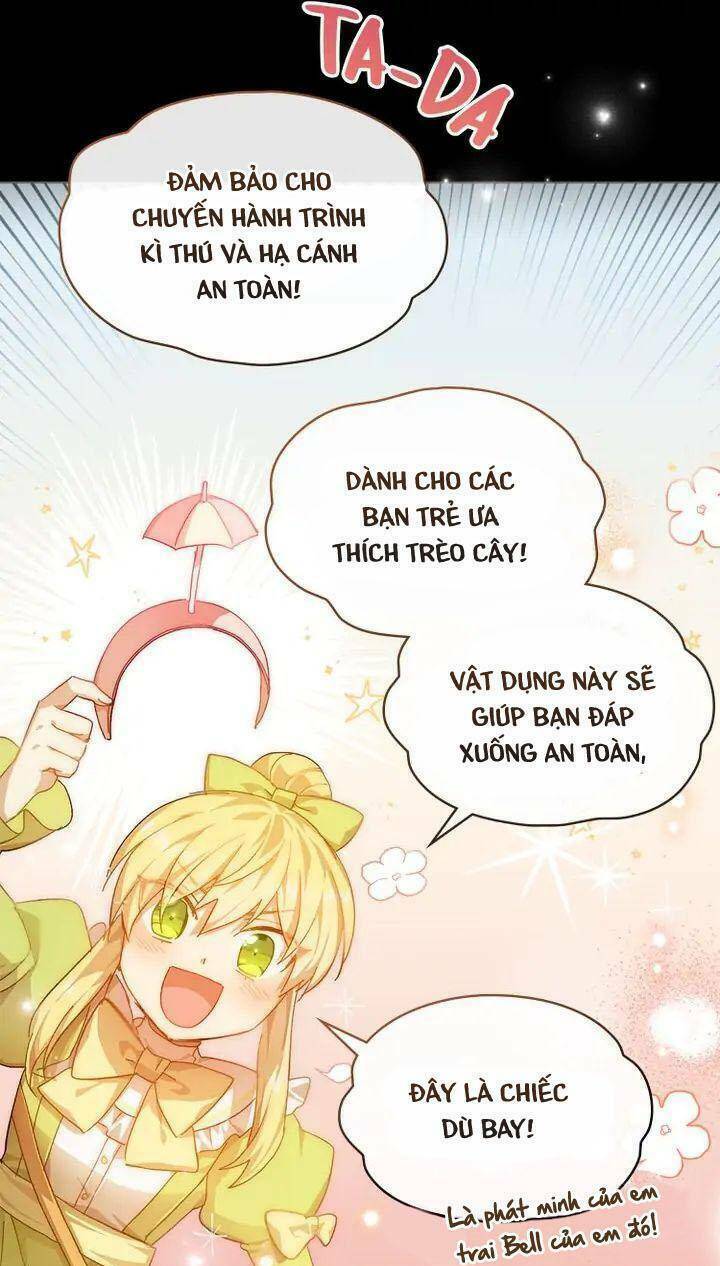 TA-DA
ĐẢM BẢO CHO
CHUYẾN HÀNH TRÌNH
KÌ THÚ VÀ HẠ CÁNH
AN TOÀN!
DÀNH CHO CÁC
BẠN TRẺ ƯA
THÍCH TRÈO CÂY!
VẬT DỤNG NÀY SẼ
GIÚP BẠN ĐÁP
XUỐNG AN TOÀN,
ĐÂY LÀ CHIẾC
DÙ BAY!
Là phát minh của em
trai Bell của em đó!